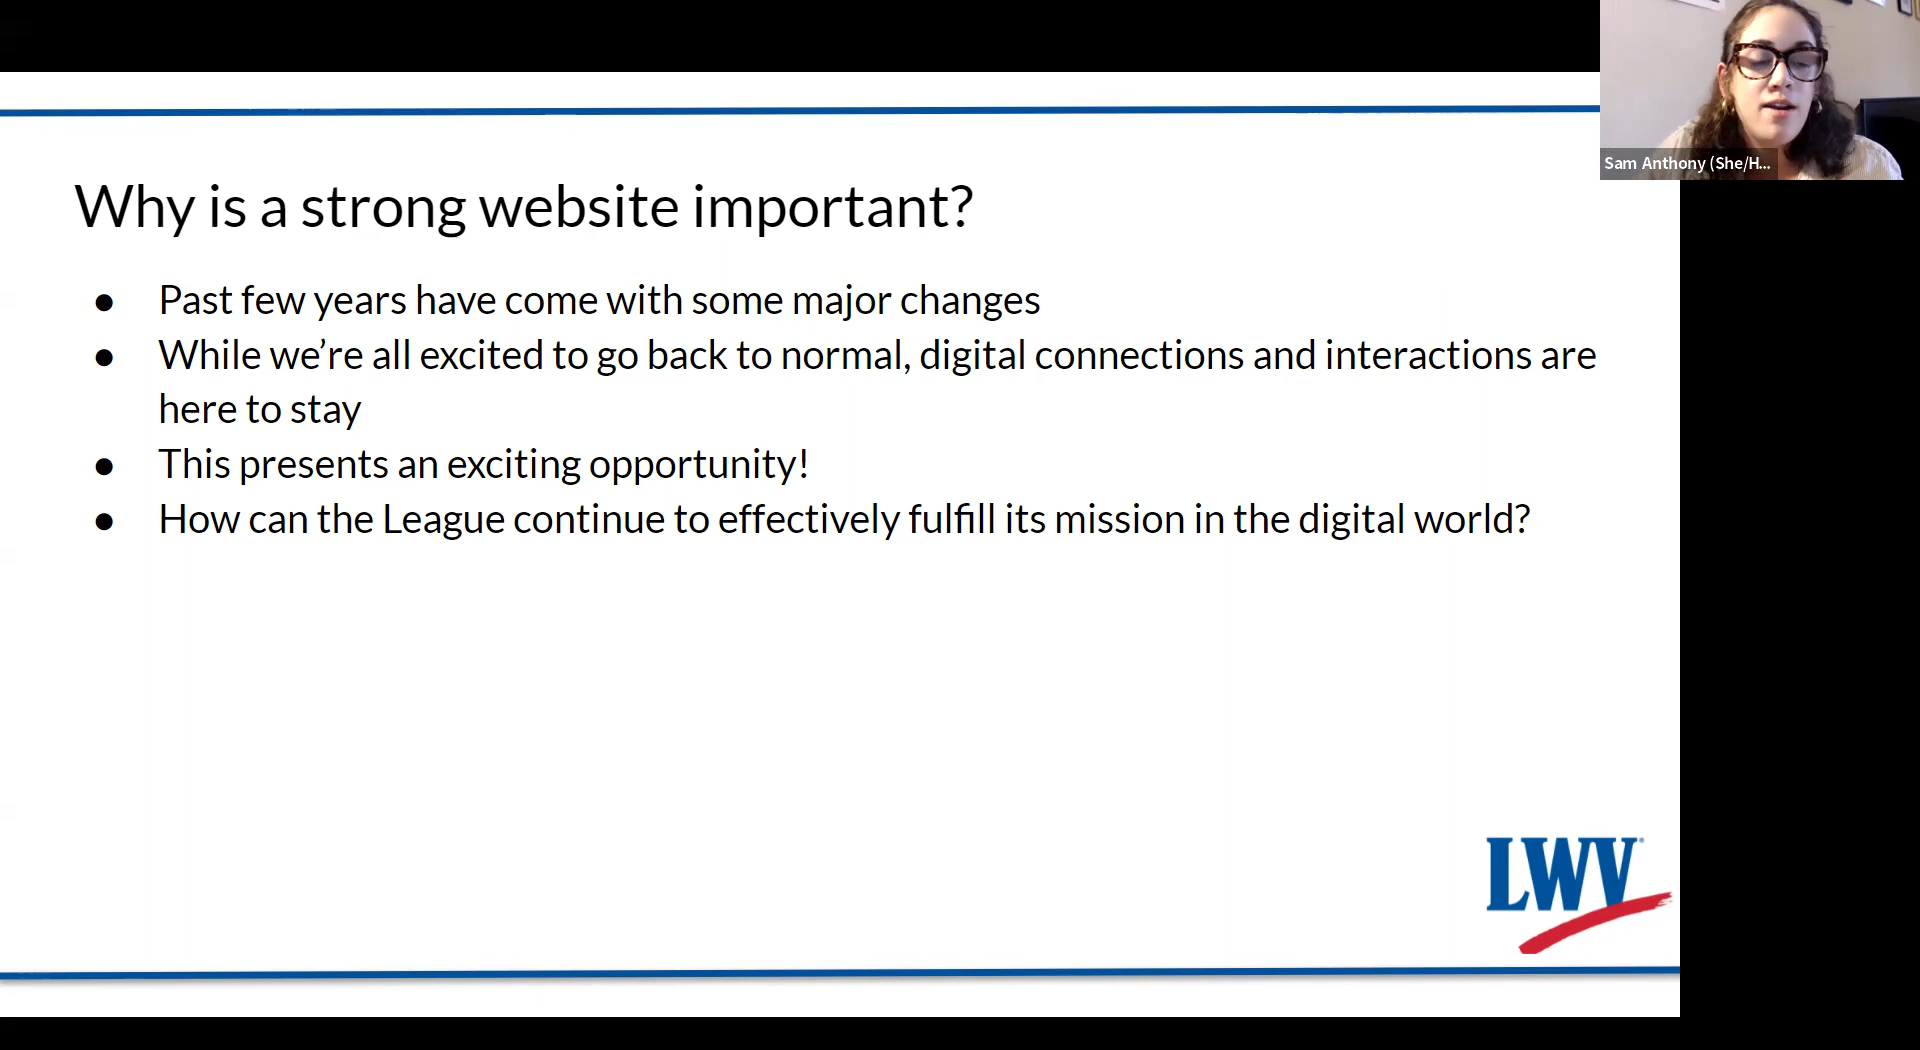 Why is a strong website important?
● Past few years have come with some major changes
● While we’re all excited to go back to normal, digital connections and interactions are
here to stay
● This presents an exciting opportunity!
● How can the League continue to effectively fulfill its mission in the digital world?
Sam Anthony (She/H...
LWV